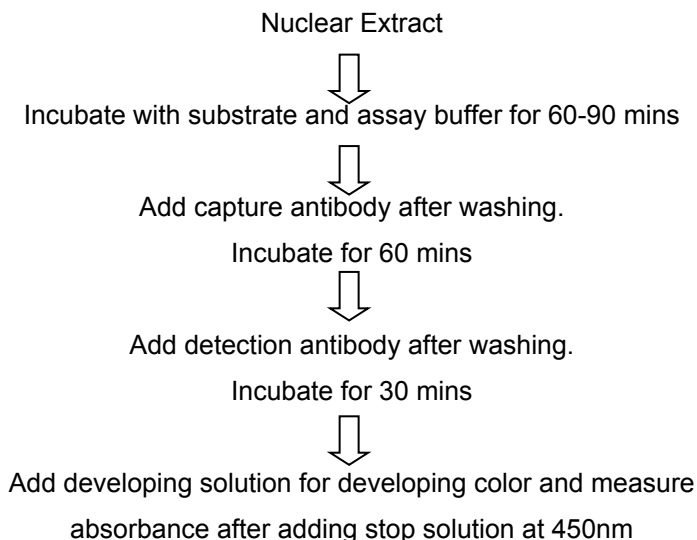 Nuclear Extract
Incubate with substrate and assay buffer for 60-90 mins
Add capture antibody after washing.
Incubate for 60 mins
Add detection antibody after washing.
Incubate for 30 mins
Add developing solution for developing color and measure
absorbance after adding stop solution at 450nm